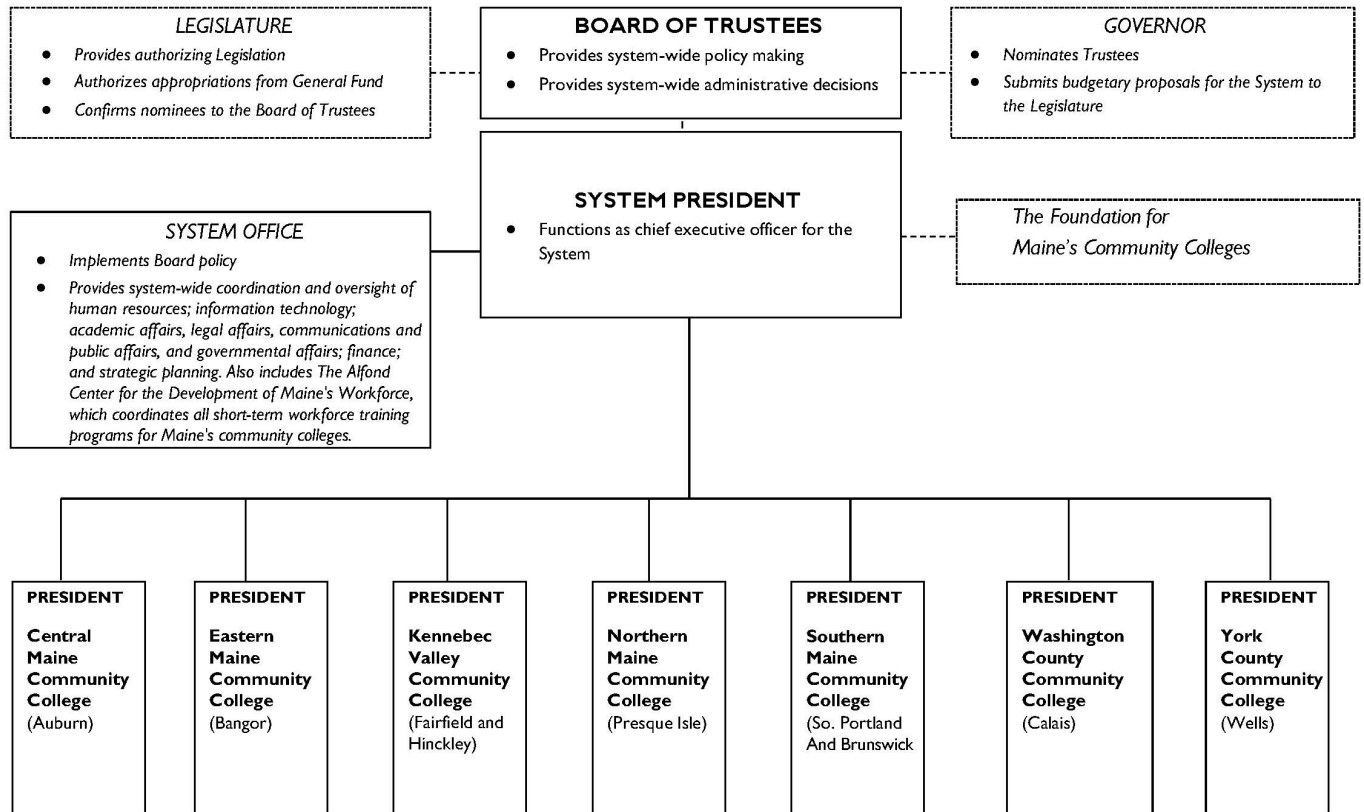 LEGISLATURE
● Provides authorizing Legislation
● Authorizes appropriations from General Fund
● Confirms nominees to the Board of Trustees
BOARD OF TRUSTEES
● Provides system-wide policy making
● Provides system-wide administrative decisions
GOVERNOR
● Nominates Trustees
● Submits budgetary proposals for the System to
the Legislature
SYSTEM PRESIDENT
● Functions as chief executive officer for the
System
The Foundation for
Maine’s Community Colleges
SYSTEM OFFICE
● Implements Board policy
● Provides system-wide coordination and oversight of
human resources; information technology;
academic affairs, legal affairs, communications and
public affairs, and governmental affairs; finance;
and strategic planning. Also includes The Alfond
Center for the Development of Maine's Workforce,
which coordinates all short-term workforce training
programs for Maine's community colleges.
PRESIDENT
Central
Maine
Community
College
(Auburn)
PRESIDENT
Eastern
Maine
Community
College
(Bangor)
PRESIDENT
Kennebec
Valley
Community
College
(Fairfield and
Hinckley)
PRESIDENT
Northern
Maine
Community
College
(Presque Isle)
PRESIDENT
Southern
Maine
Community
College
(So. Portland
And Brunswick
PRESIDENT
Washington
County
Community
College
(Calais)
PRESIDENT
York
County
Community
College
(Wells)